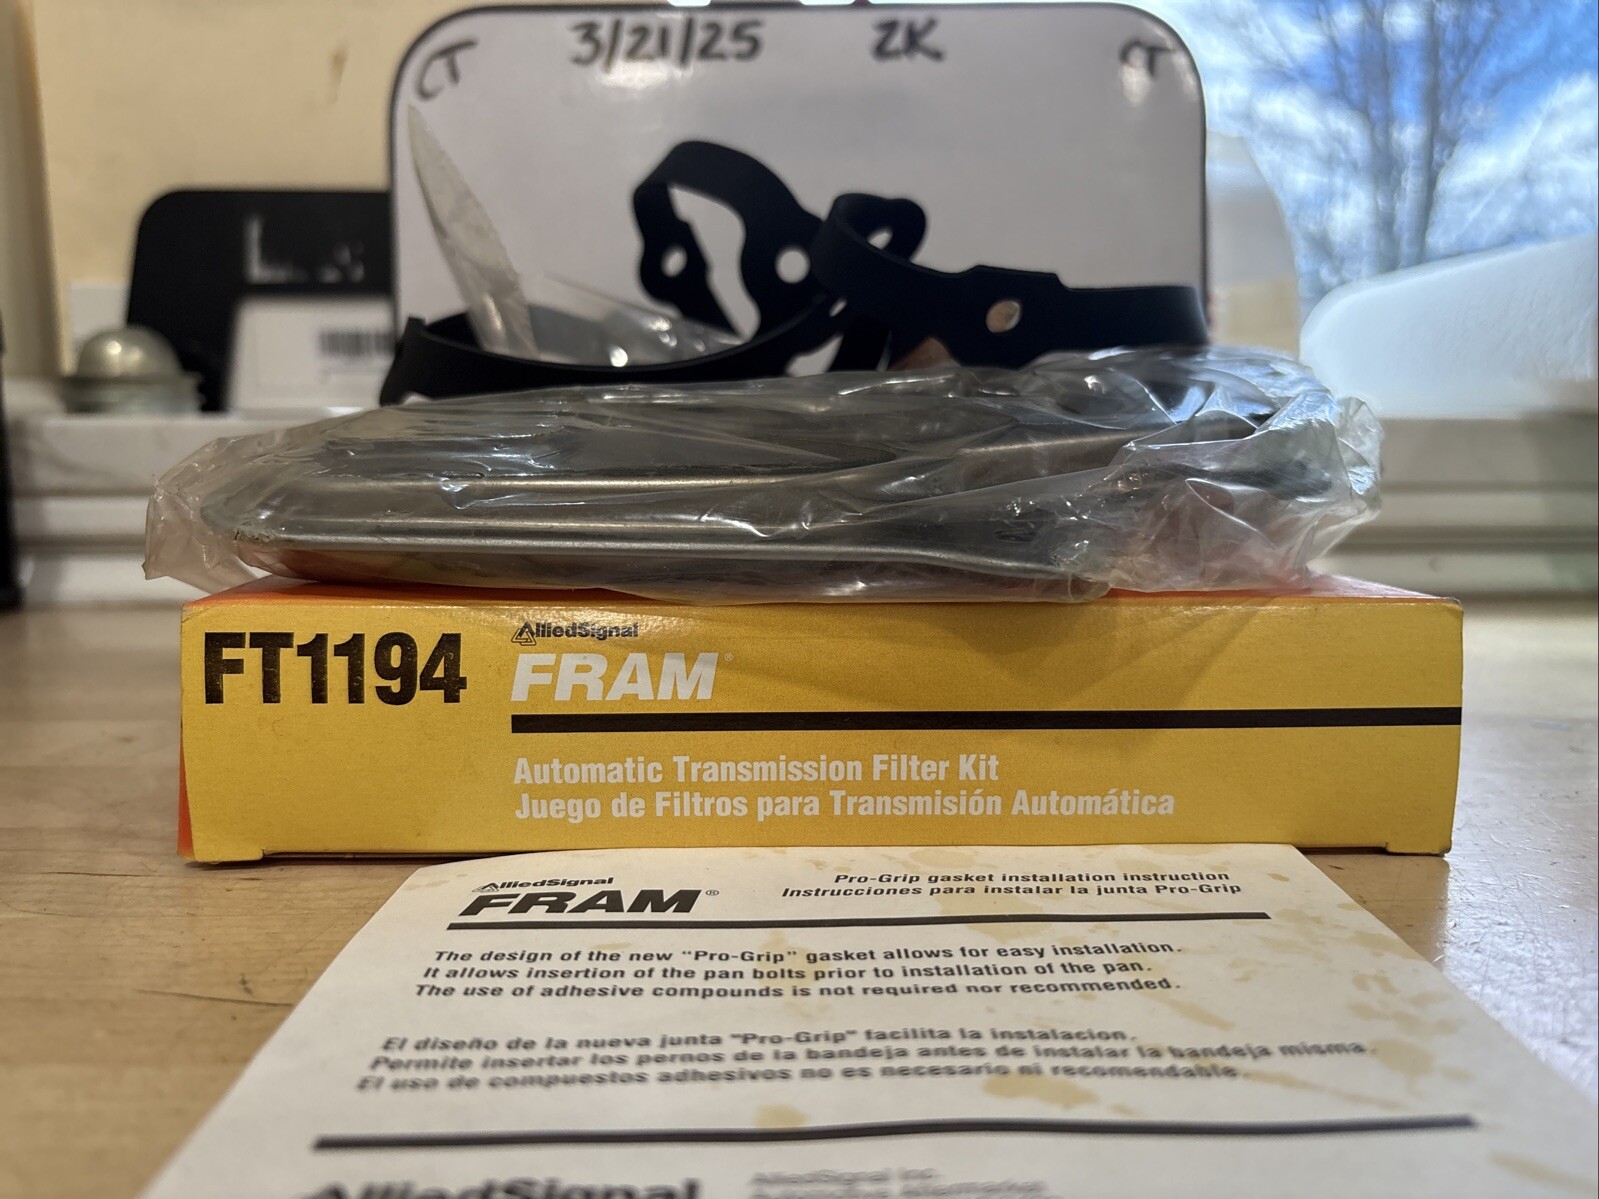 CT 3/21/25 ZK CT
FT1194
AlliedSignal
FRAM®
Automatic Transmission Filter Kit
Juego de Filtros para Transmisión Automática
AlliedSignal
FRAM®
Pro-Grip gasket installation instruction
Instrucciones para instalar la junta Pro-Grip
The design of the new "Pro-Grip" gasket allows for easy installation.
It allows insertion of the pan bolts prior to installation of the pan.
The use of adhesive compounds is not required nor recommended.
El diseño de la nueva junta "Pro-Grip" facilita la instalacion.
Permite insertar los pernos de la bandeja antes de instalar la bandeja misma.
El uso de compuestos adhesivos no es necesario ni recomendable.
AlliedSignal
AlliedSignal Inc.